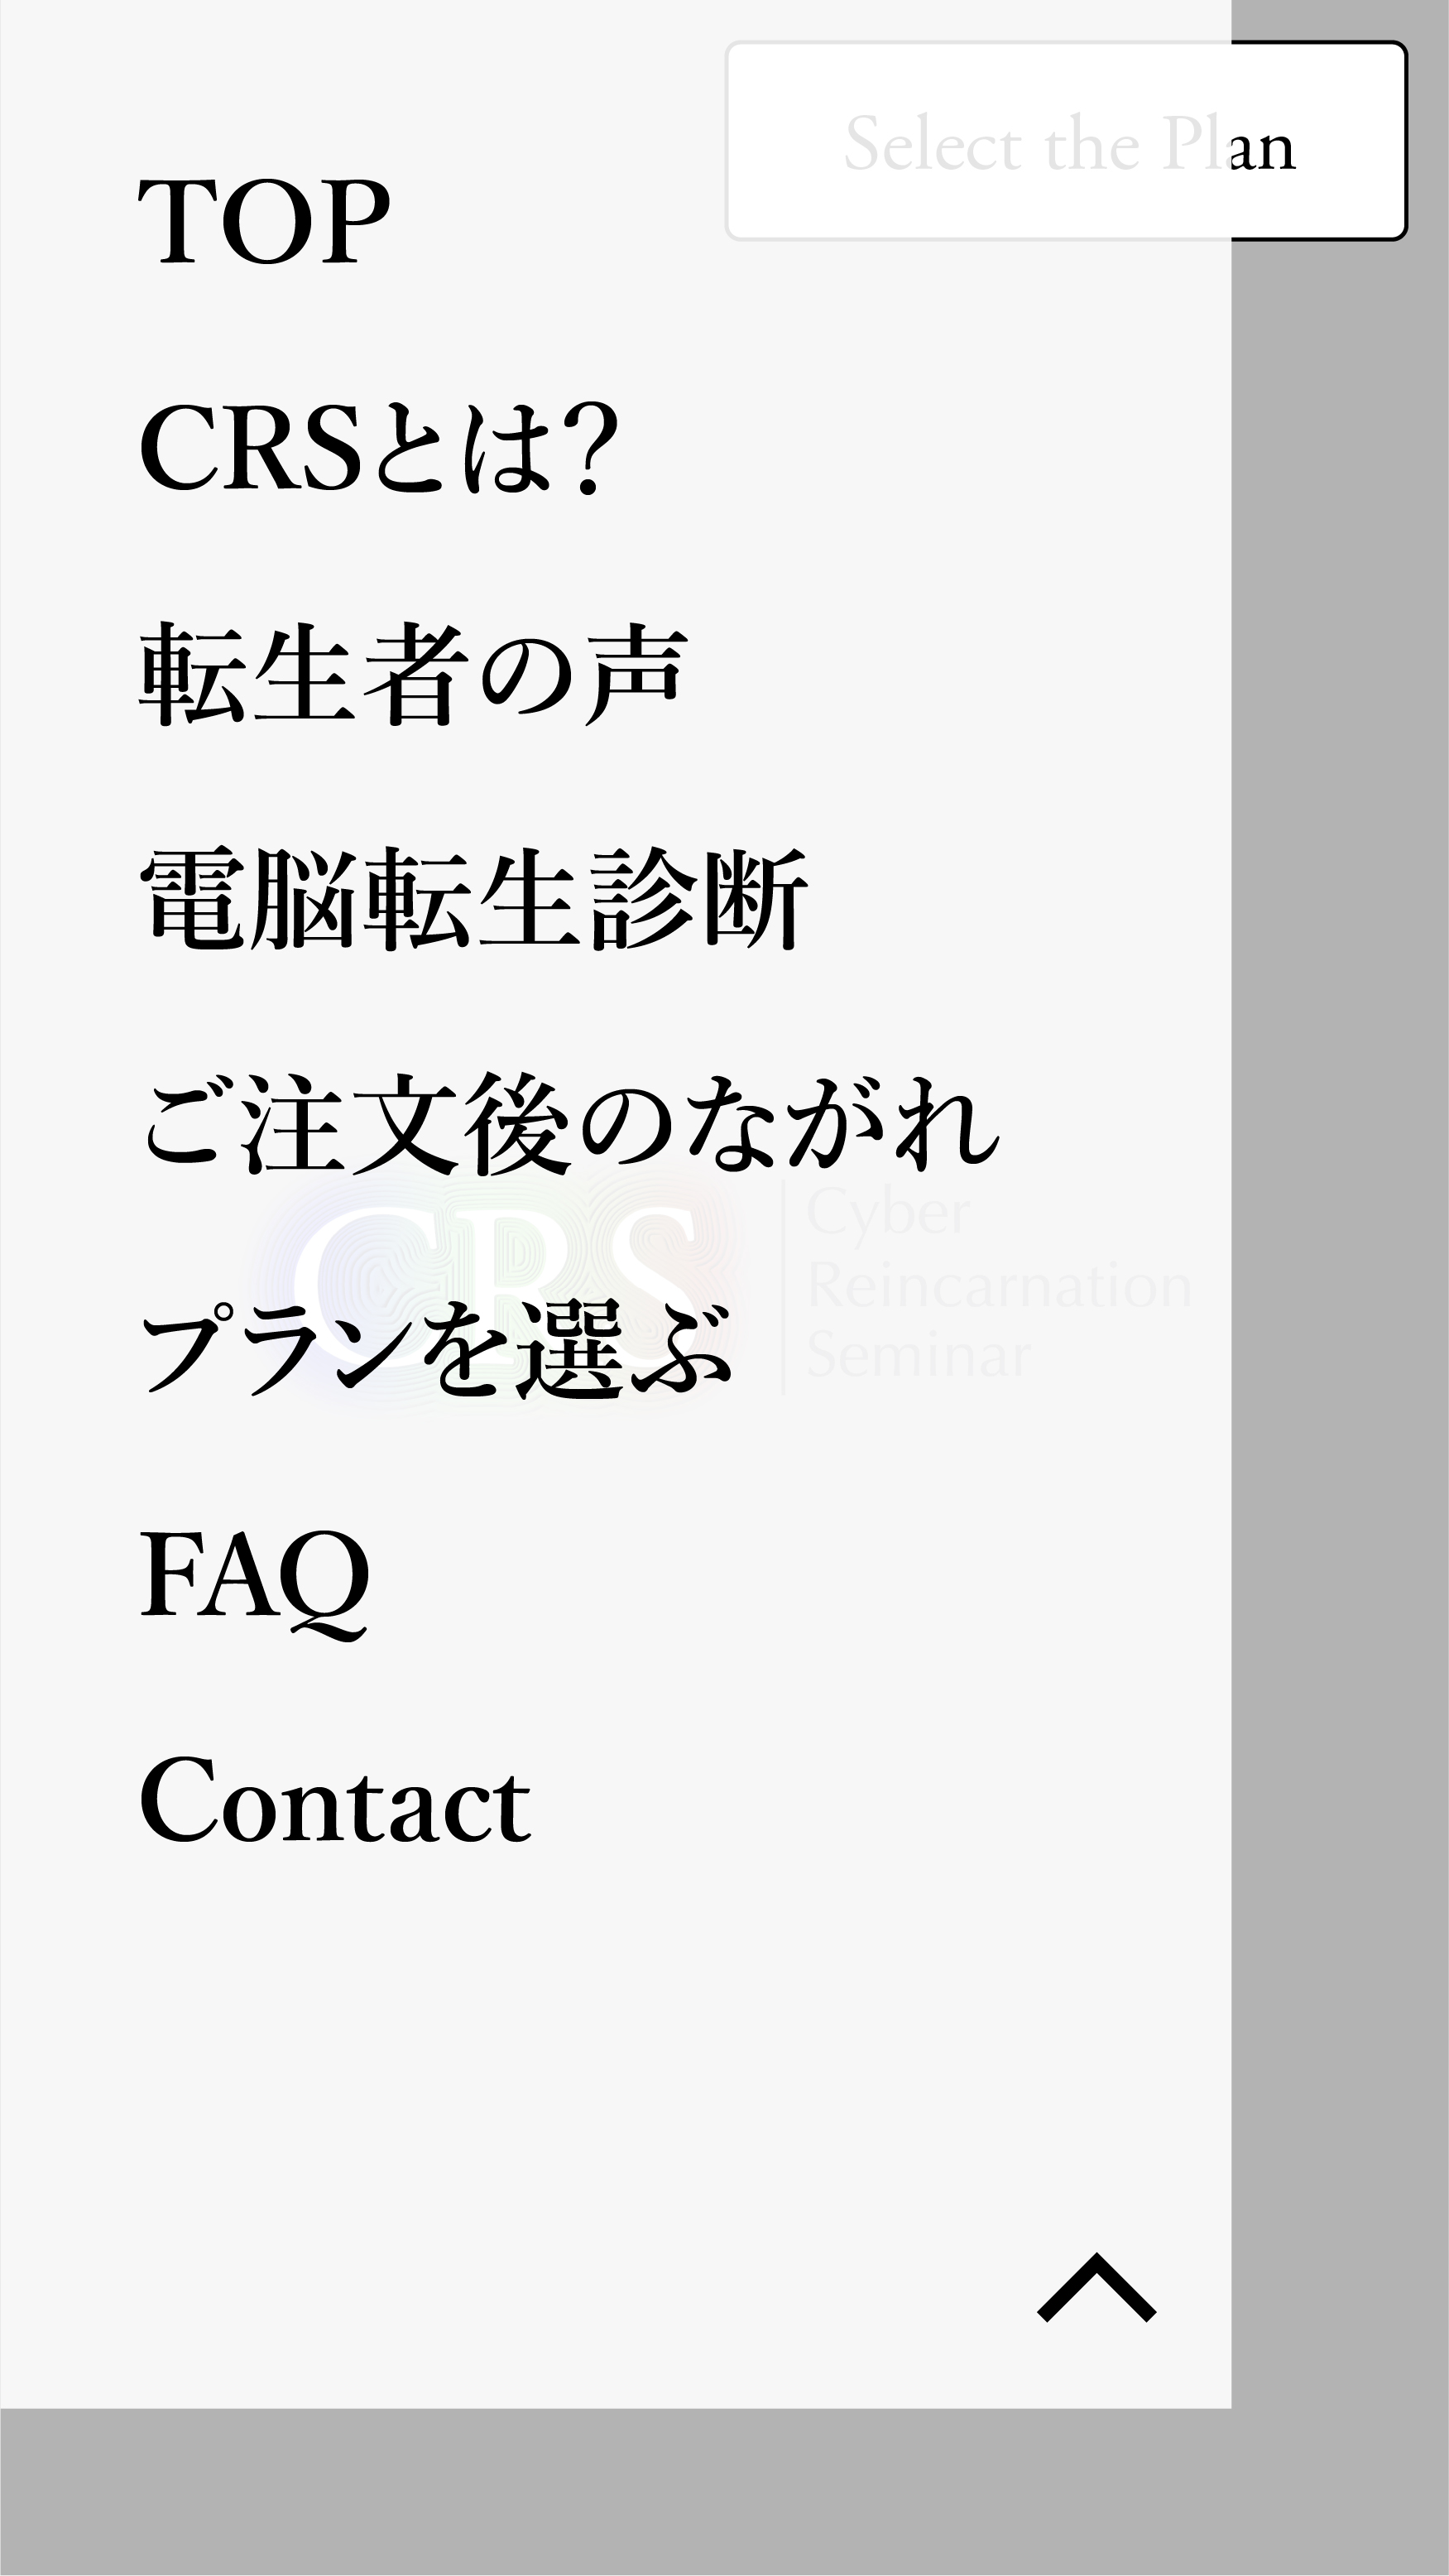 Select the Plan
TOP
CRSとは?
転生者の声
電脳転生診断
ご注文後のながれ
CRS
Cyber
Reincarnation
Seminar
プランを選ぶ
FAQ
Contact